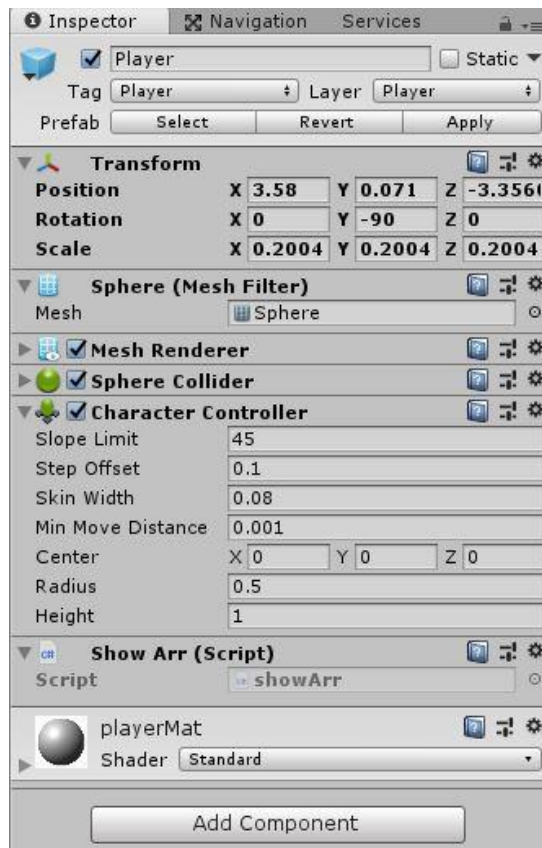 Inspector Navigation Services
Player Static
Tag Player Layer Player
Prefab Select Revert Apply
Transform
Position X 3.58 Y 0.071 Z -3.356
Rotation X 0 Y -90 Z 0
Scale X 0.2004 Y 0.2004 Z 0.2004
Sphere (Mesh Filter)
Mesh Sphere
Mesh Renderer
Sphere Collider
Character Controller
Slope Limit 45
Step Offset 0.1
Skin Width 0.08
Min Move Distance 0.001
Center X 0 Y 0 Z 0
Radius 0.5
Height 1
C# Show Arr (Script)
Script showArr
playerMat
Shader Standard
Add Component